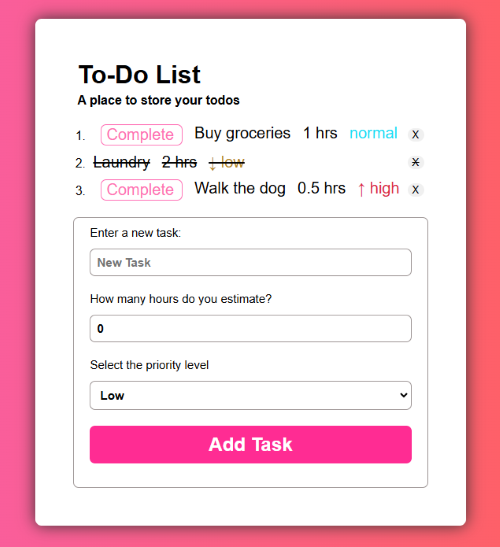 To-Do List
A place to store your todos
1. Complete Buy groceries 1 hrs normal X
2. Laundry 2 hrs ↓ low X
3. Complete Walk the dog 0.5 hrs ↑ high X
Enter a new task:
New Task
How many hours do you estimate?
0
Select the priority level
Low
Add Task